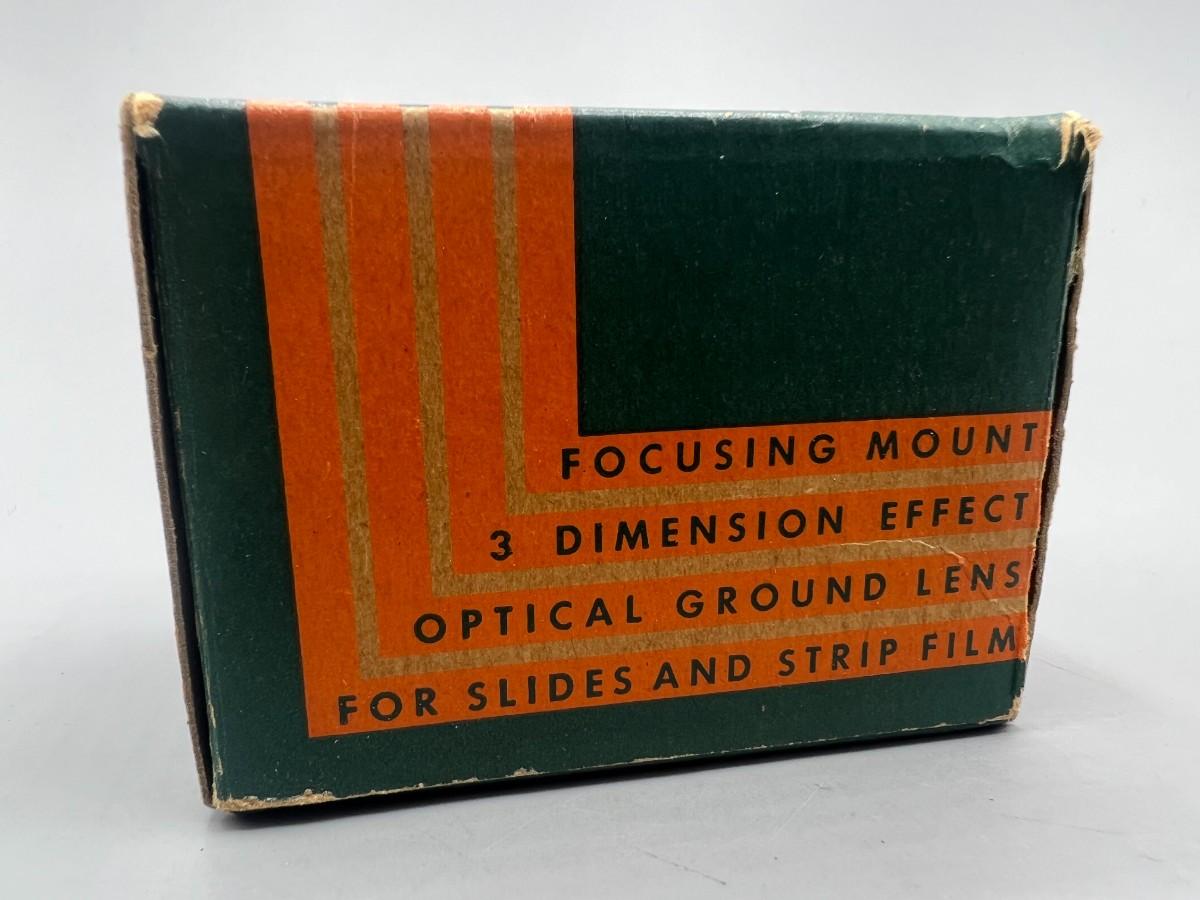 FOCUSING MOUNT
3 DIMENSION EFFECT
OPTICAL GROUND LENS
FOR SLIDES AND STRIP FILM